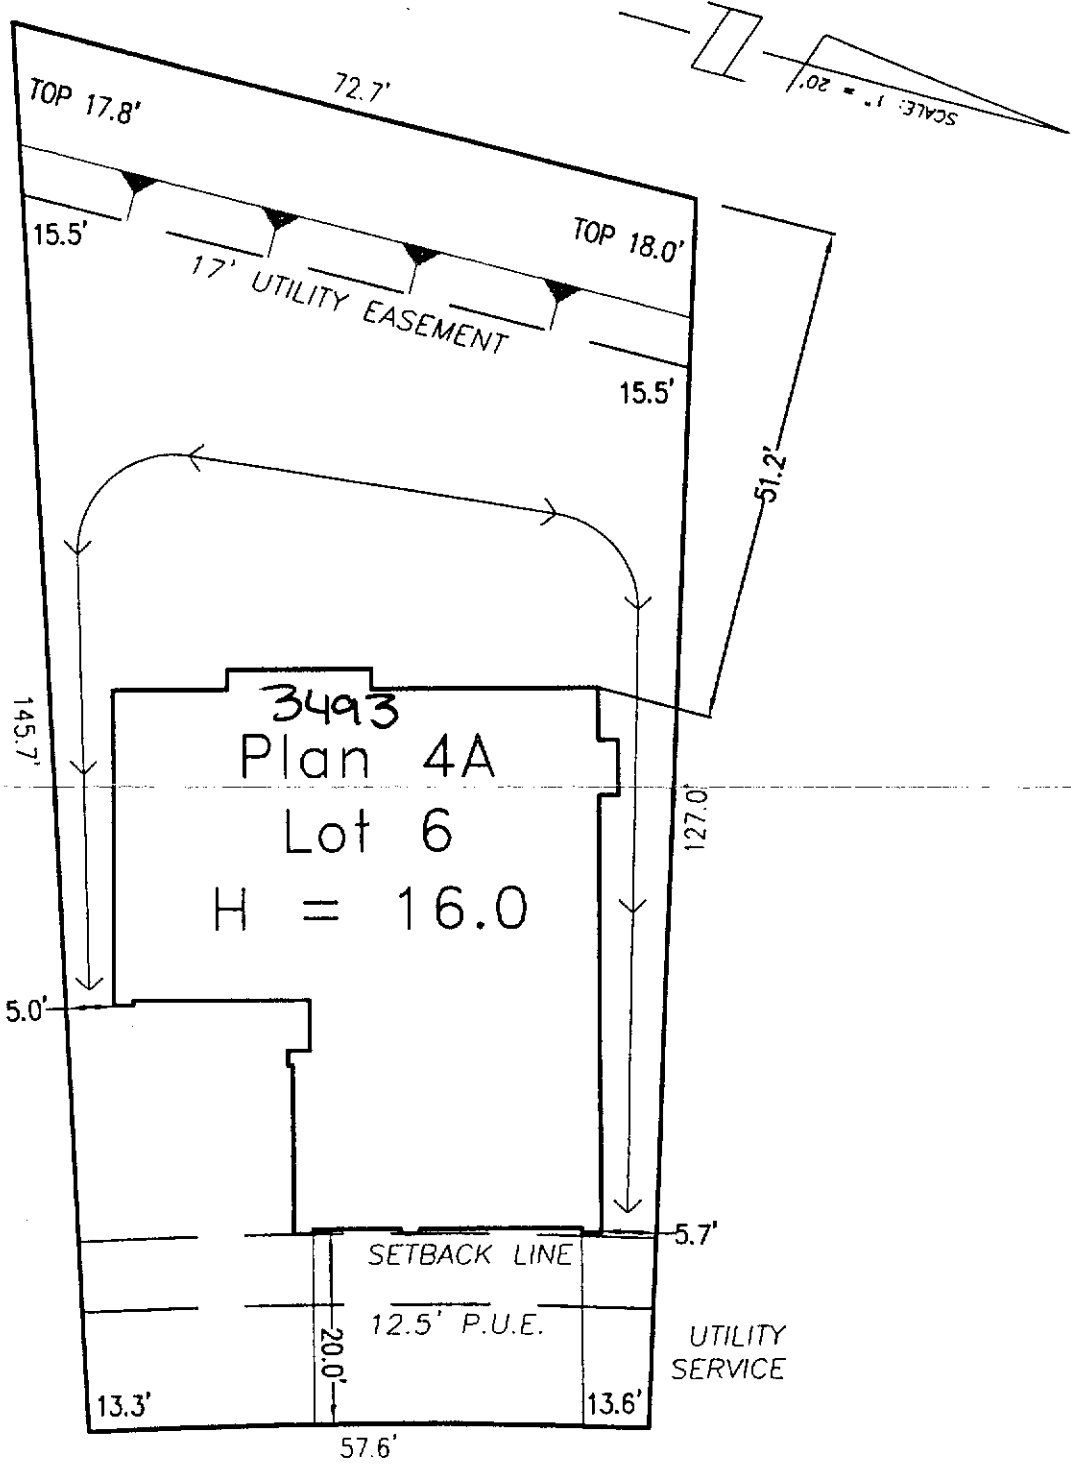 SCALE: 1" = 20'
72.7'
TOP 17.8'
TOP 18.0'
15.5'
17' UTILITY EASEMENT
15.5'
51.2'
3493
Plan 4A
Lot 6
H = 16.0
145.7'
127.0'
5.0'
5.7'
SETBACK LINE
12.5' P.U.E.
20.0'
UTILITY
SERVICE
13.3'
13.6'
57.6'